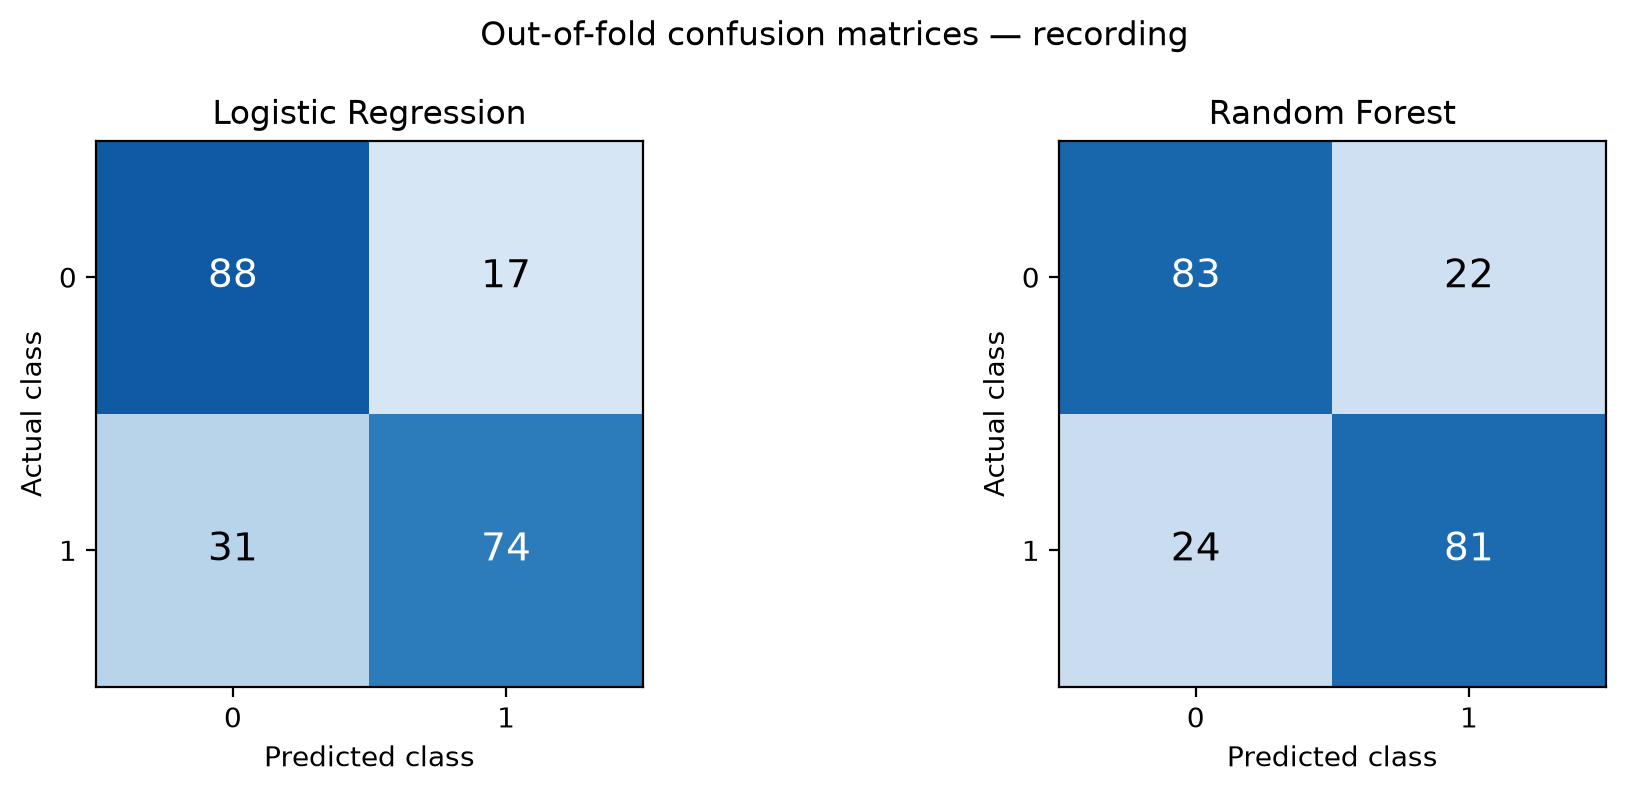 Out-of-fold confusion matrices — recording
Logistic Regression
Actual class
0
88
17
1
31
74
0
1
Predicted class
Random Forest
Actual class
0
83
22
1
24
81
0
1
Predicted class